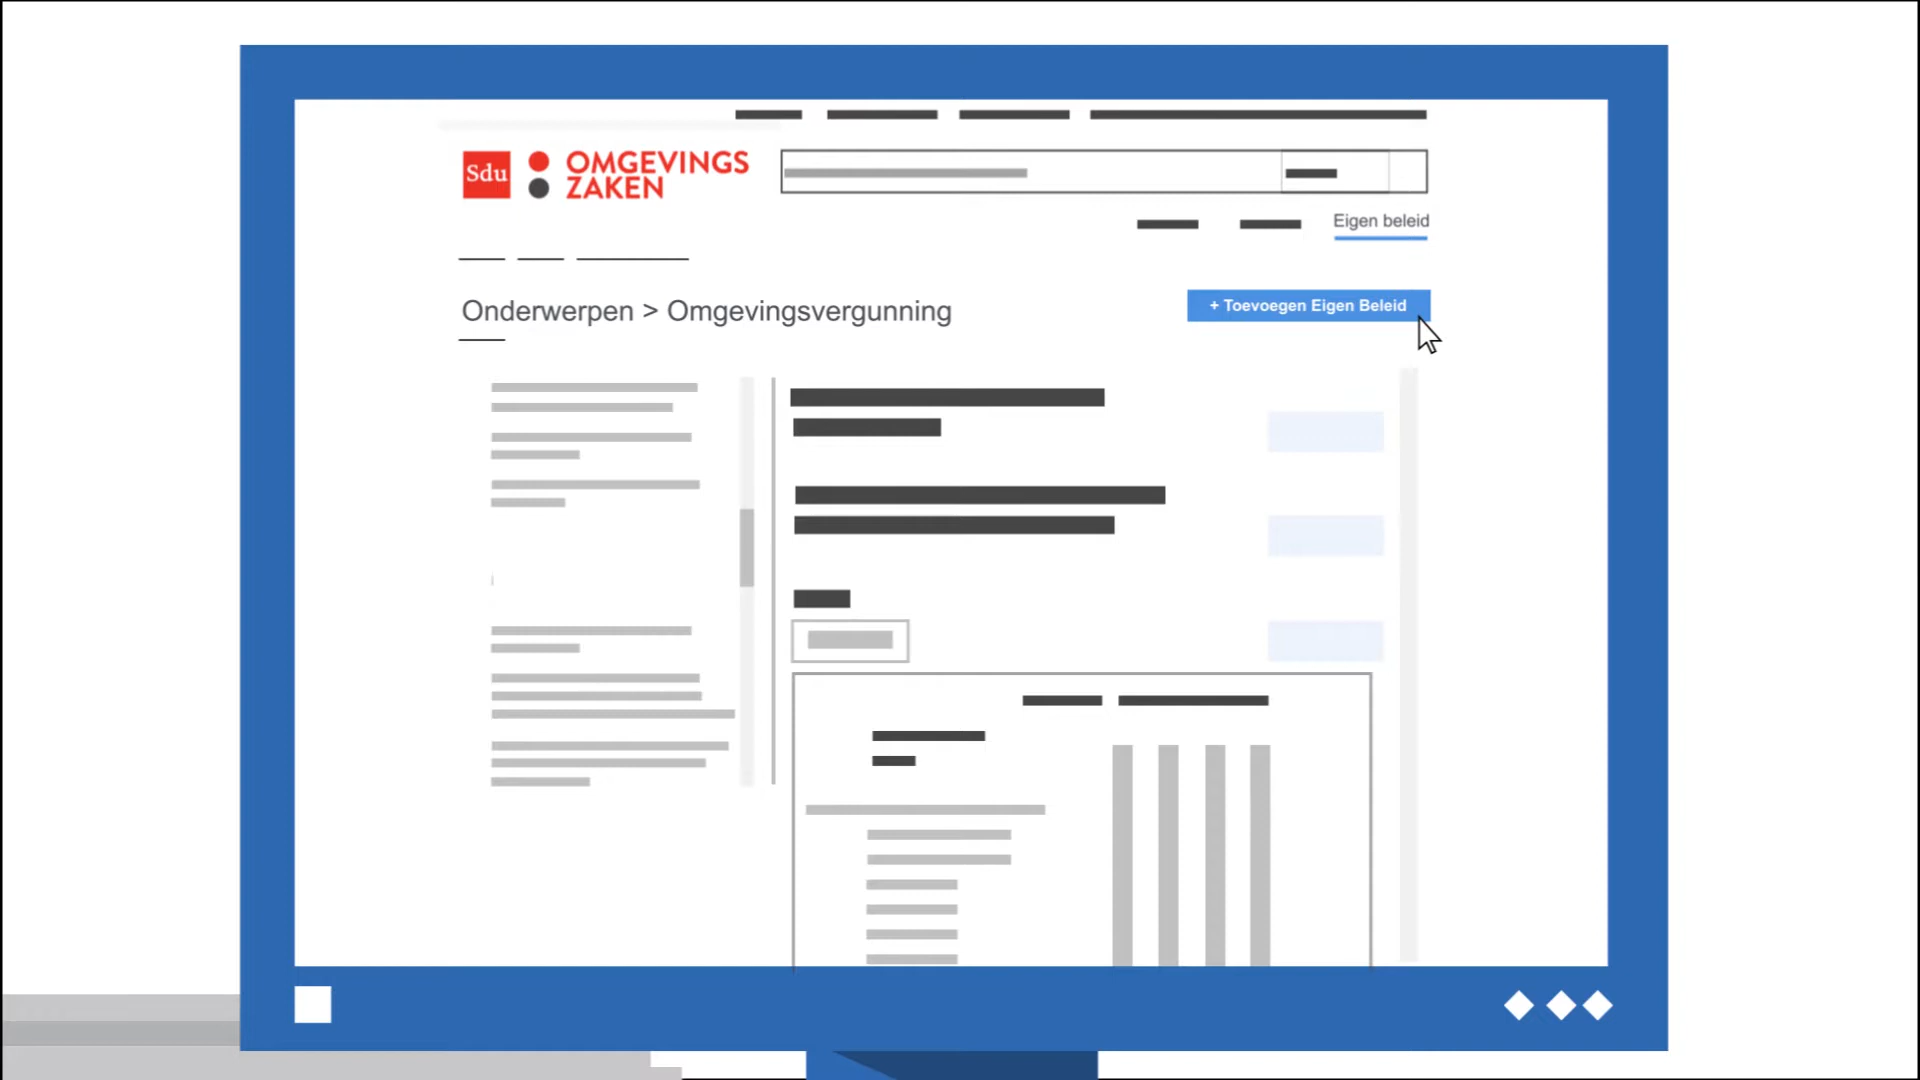 Sdu
OMGEVINGS
ZAKEN
Eigen beleid
Onderwerpen > Omgevingsvergunning
+ Toevoegen Eigen Beleid